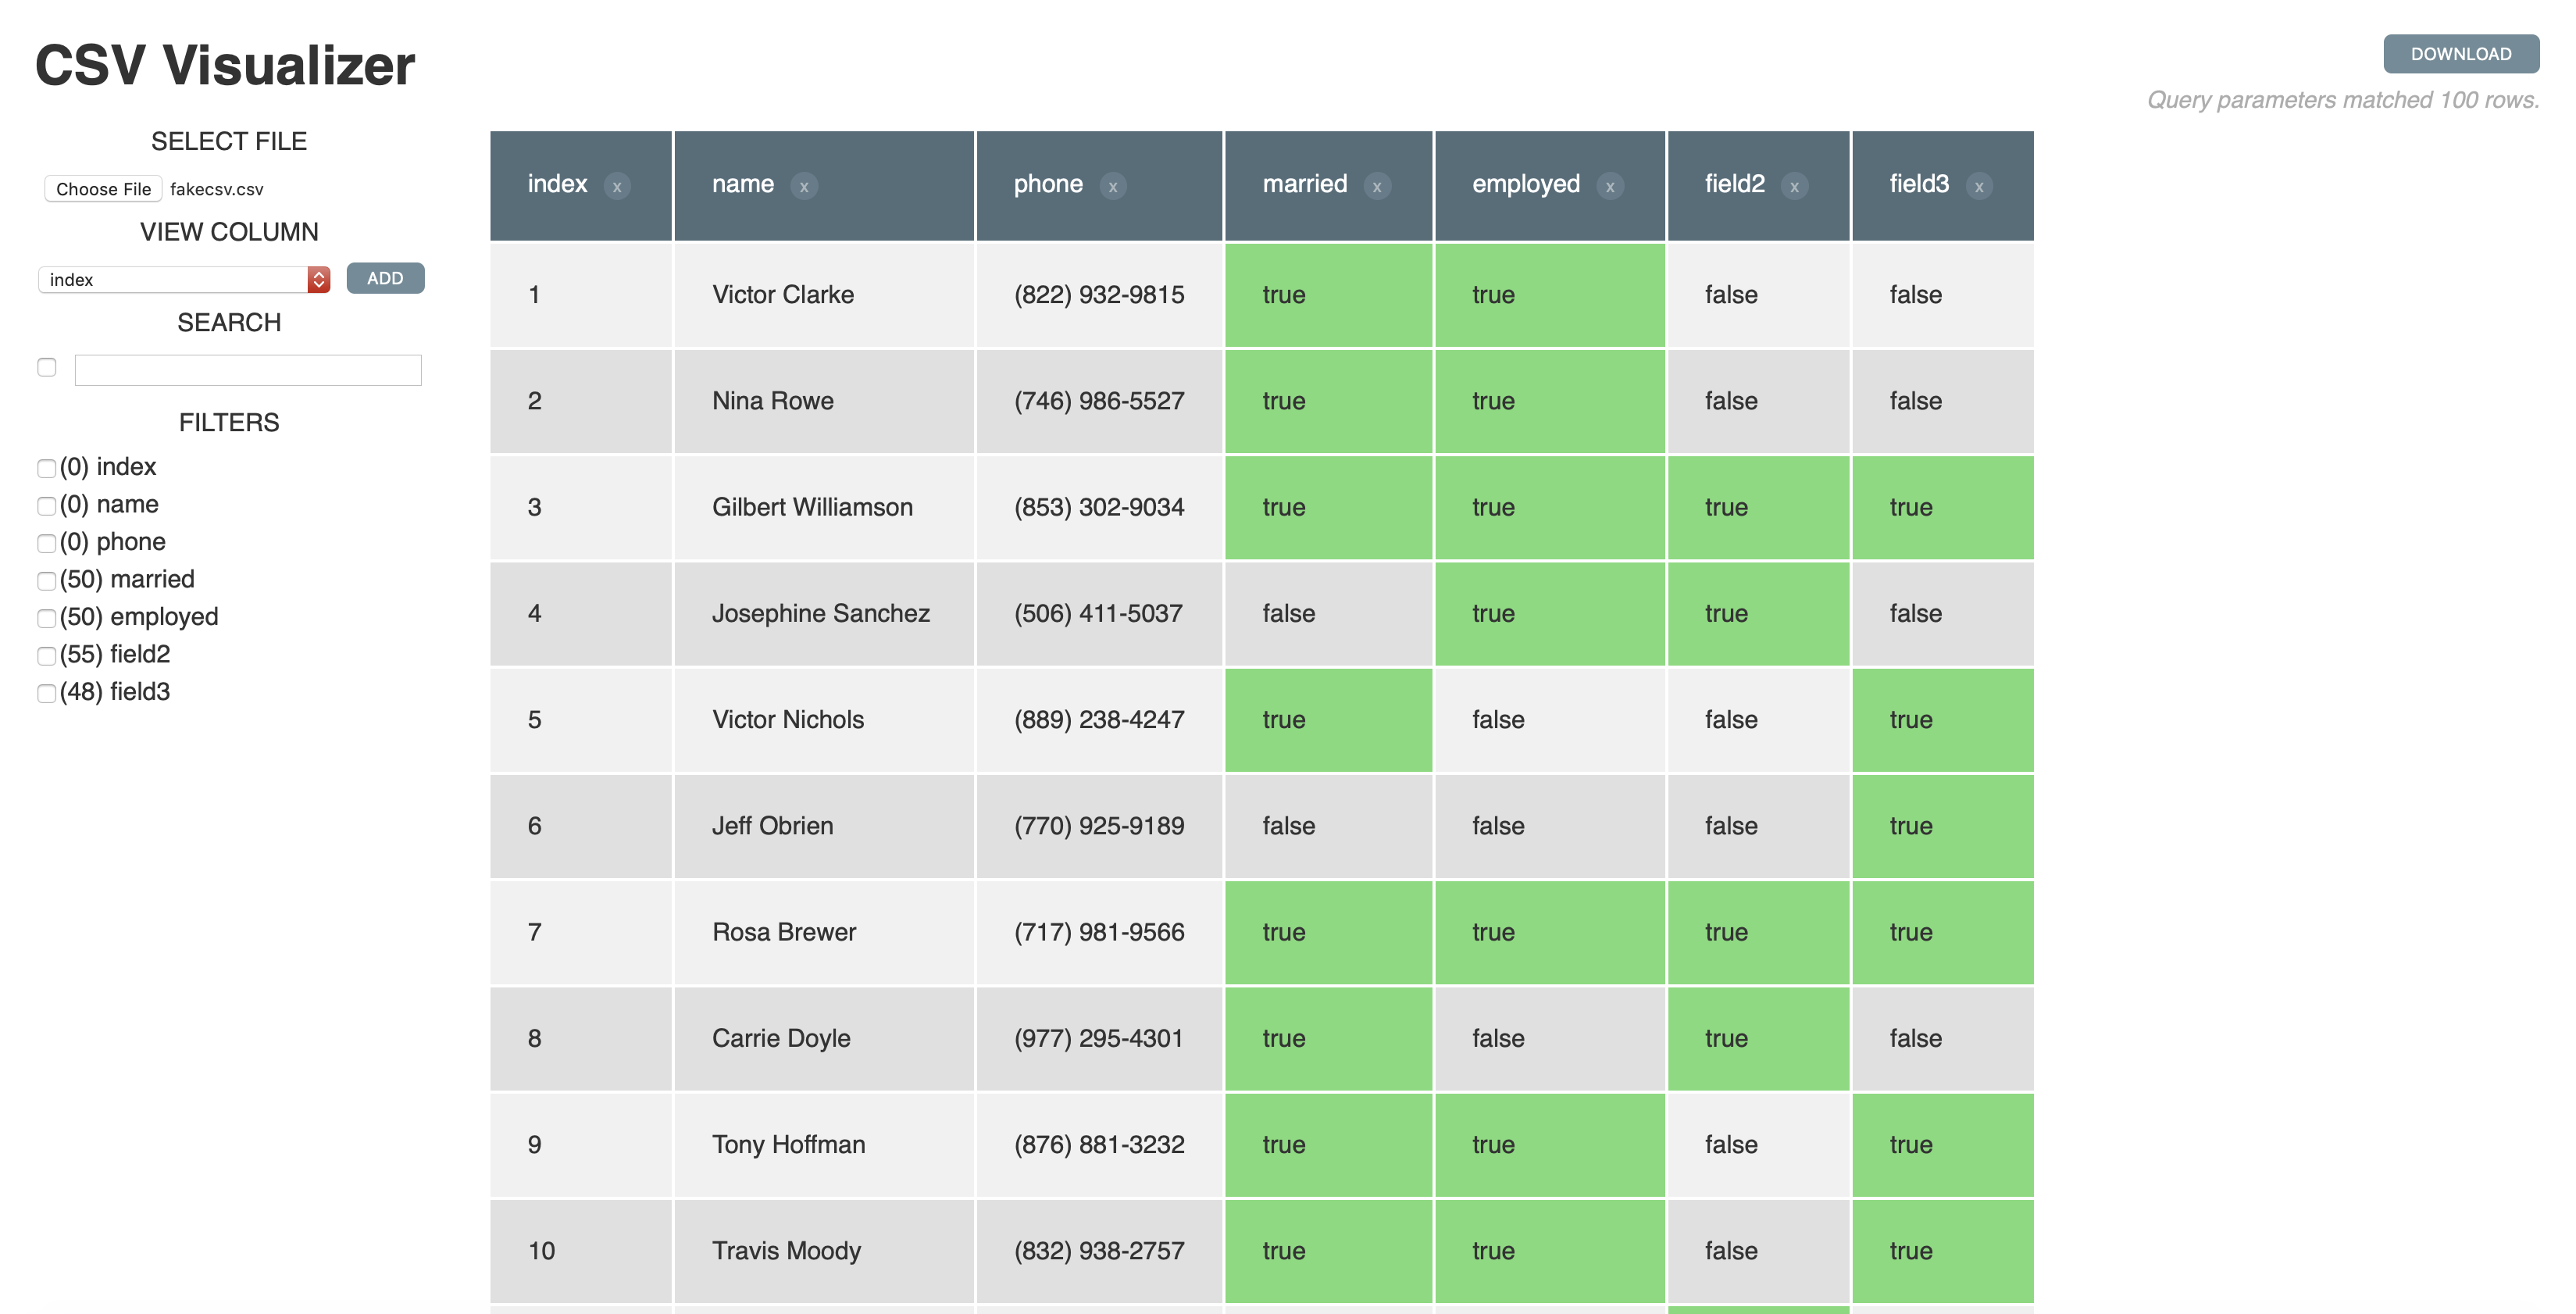 CSV Visualizer
DOWNLOAD
Query parameters matched 100 rows.
SELECT FILE
Choose File fakecsv.csv
VIEW COLUMN
index ADD
SEARCH
FILTERS
(0) index
(0) name
(0) phone
(50) married
(50) employed
(55) field2
(48) field3
index x name x phone x married x employed x field2 x field3 x
1 Victor Clarke (822) 932-9815 true true false false
2 Nina Rowe (746) 986-5527 true true false false
3 Gilbert Williamson (853) 302-9034 true true true true
4 Josephine Sanchez (506) 411-5037 false true true false
5 Victor Nichols (889) 238-4247 true false false true
6 Jeff Obrien (770) 925-9189 false false false true
7 Rosa Brewer (717) 981-9566 true true true true
8 Carrie Doyle (977) 295-4301 true false true false
9 Tony Hoffman (876) 881-3232 true true false true
10 Travis Moody (832) 938-2757 true true false true